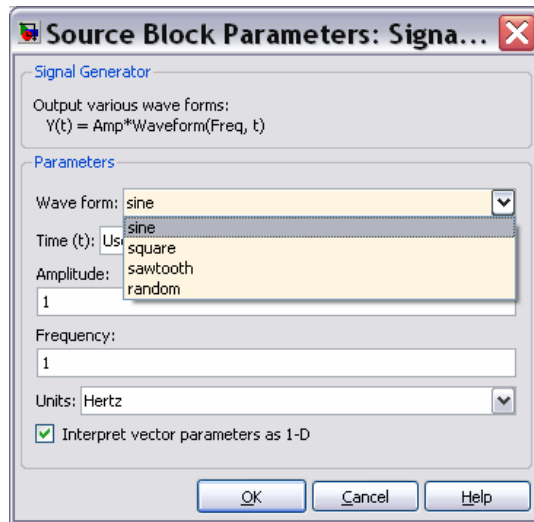 Source Block Parameters: Signa...
Signal Generator
Output various wave forms:
Y(t) = Amp*Waveform(Freq, t)
Parameters
Wave form: sine
sine
Time (t):
square
sawtooth
Amplitude:
random
1
Frequency:
1
Units: Hertz
Interpret vector parameters as 1-D
OK Cancel Help